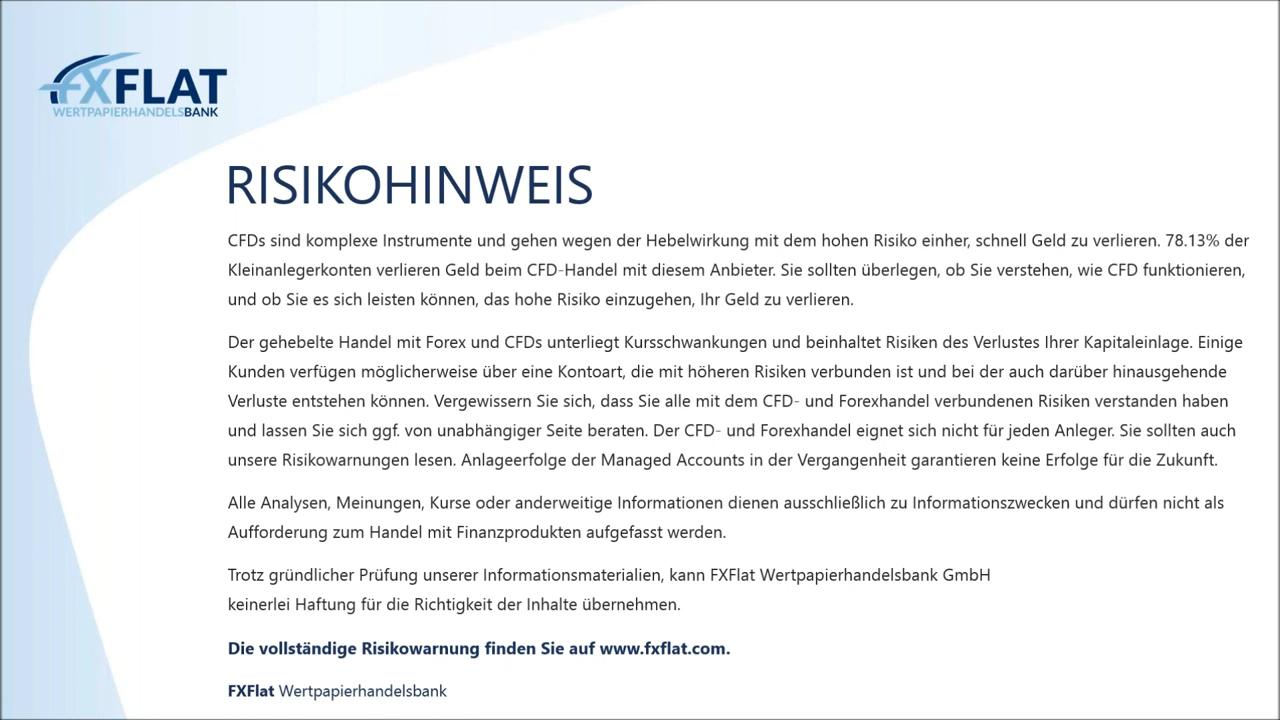 FXFLAT
WERTPAPIERHANDELSBANK
RISIKOHINWEIS
CFDs sind komplexe Instrumente und gehen wegen der Hebelwirkung mit dem hohen Risiko einher, schnell Geld zu verlieren. 78.13% der
Kleinanlegerkonten verlieren Geld beim CFD-Handel mit diesem Anbieter. Sie sollten überlegen, ob Sie verstehen, wie CFD funktionieren,
und ob Sie es sich leisten können, das hohe Risiko einzugehen, Ihr Geld zu verlieren.
Der gehebelte Handel mit Forex und CFDs unterliegt Kursschwankungen und beinhaltet Risiken des Verlustes Ihrer Kapitaleinlage. Einige
Kunden verfügen möglicherweise über eine Kontoart, die mit höheren Risiken verbunden ist und bei der auch darüber hinausgehende
Verluste entstehen können. Vergewissern Sie sich, dass Sie alle mit dem CFD- und Forexhandel verbundenen Risiken verstanden haben
und lassen Sie sich ggf. von unabhängiger Seite beraten. Der CFD- und Forexhandel eignet sich nicht für jeden Anleger. Sie sollten auch
unsere Risikowarnungen lesen. Anlageerfolge der Managed Accounts in der Vergangenheit garantieren keine Erfolge für die Zukunft.
Alle Analysen, Meinungen, Kurse oder anderweitige Informationen dienen ausschließlich zu Informationszwecken und dürfen nicht als
Aufforderung zum Handel mit Finanzprodukten aufgefasst werden.
Trotz gründlicher Prüfung unserer Informationsmaterialien, kann FXFlat Wertpapierhandelsbank GmbH
keinerlei Haftung für die Richtigkeit der Inhalte übernehmen.
Die vollständige Risikowarnung finden Sie auf www.fxflat.com.
FXFlat Wertpapierhandelsbank